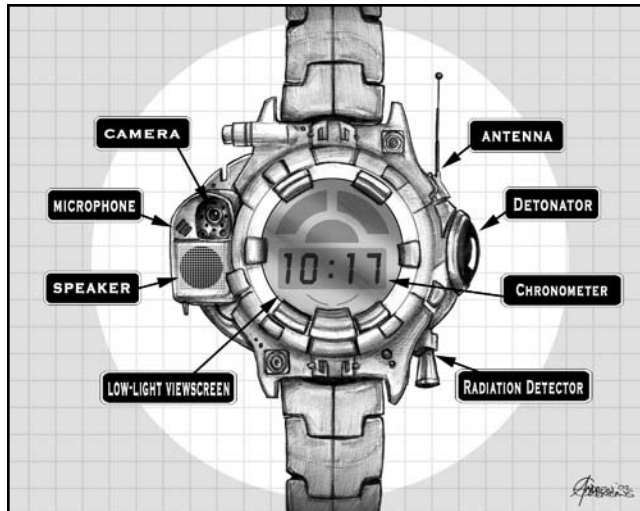 CAMERA
ANTENNA
MICROPHONE
DETONATOR
SPEAKER
10:17
CHRONOMETER
LOW-LIGHT VIEWSCREEN
RADIATION DETECTOR